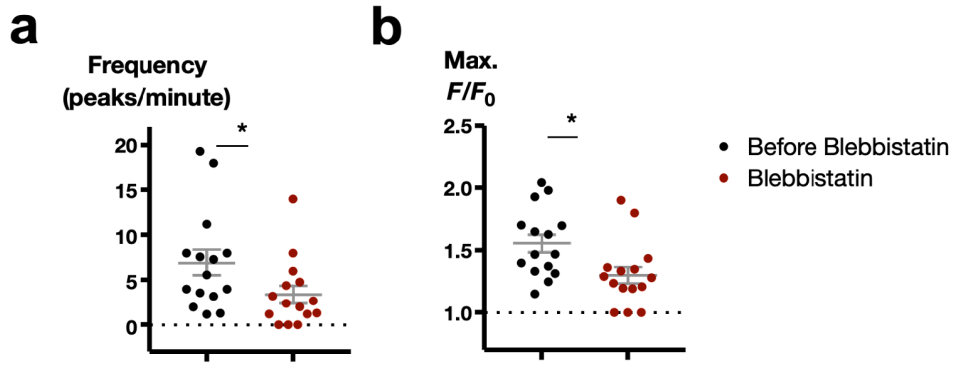 a
Frequency
(peaks/minute)
*
20
15
10
5
0
b
Max.
F/F0
*
2.5
2.0
1.5
1.0
Before Blebbistatin
Blebbistatin